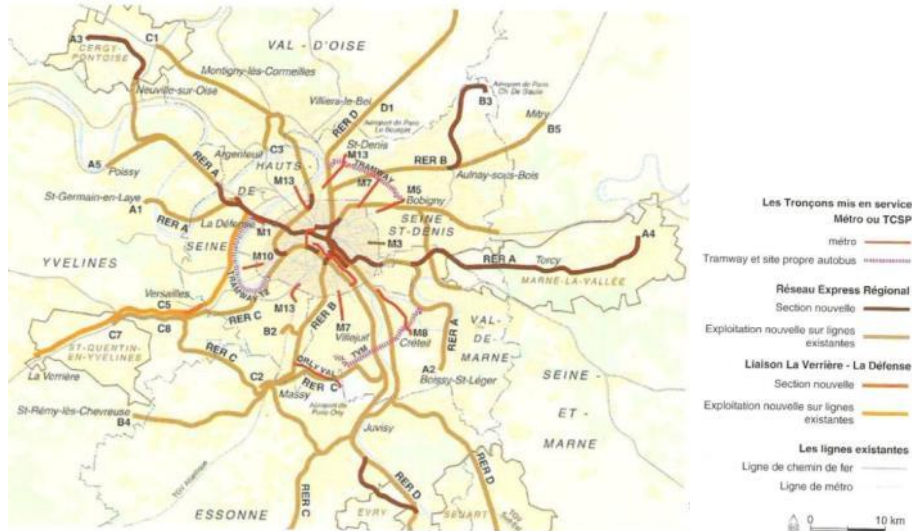 A3
CERGY-
PONTOISE
C1
VAL - D'OISE
Neuville-sur-Oise
Montigny-lès-Cormeilles
Villiers-le-Bel
D1
RER D
Aéroport de Paris
Le Bourget
Aéroport de Paris
Ch. De Gaulle
B3
Mitry
B5
St-Denis
M13
TRAMWAY
RER B
Aulnay-sous-Bois
A5
Poissy
RER A
Argenteuil
C3
HAUTS -
M13
M7
M5
Bobigny
St-Germain-en-Laye
A1
RER A
DE -
La Défense
M1
SEINE
SEINE
ST-DENIS
M3
M10
TRAMWAY T2
A4
RER A
Torcy
MARNE-LA-VALLÉE
YVELINES
Versailles
C5
C7
C8
RER C
M13
B2
RER B
M7
Villejuif
M8
Créteil
RER A
VAL-
DE-
MARNE
ST-QUENTIN-
EN-YVELINES
La Verrière
RER C
C2
ORLY VAL
TVM
RER C
A2
Boissy-St-Léger
SEINE -
ET -
MARNE
Massy
Aéroport de
Paris Orly
St-Rémy-lès-Chevreuse
B4
Juvisy
TGV Atlantique
RER C
RER D
RER D
ESSONNE
EVRY
SÉNART
Les Tronçons mis en service
Métro ou TCSP
métro
Tramway et site propre autobus
Réseau Express Régional
Section nouvelle
Exploitation nouvelle sur lignes
existantes
Liaison La Verrière - La Défense
Section nouvelle
Exploitation nouvelle sur lignes
existantes
Les lignes existantes
Ligne de chemin de fer
Ligne de métro
0 10 km